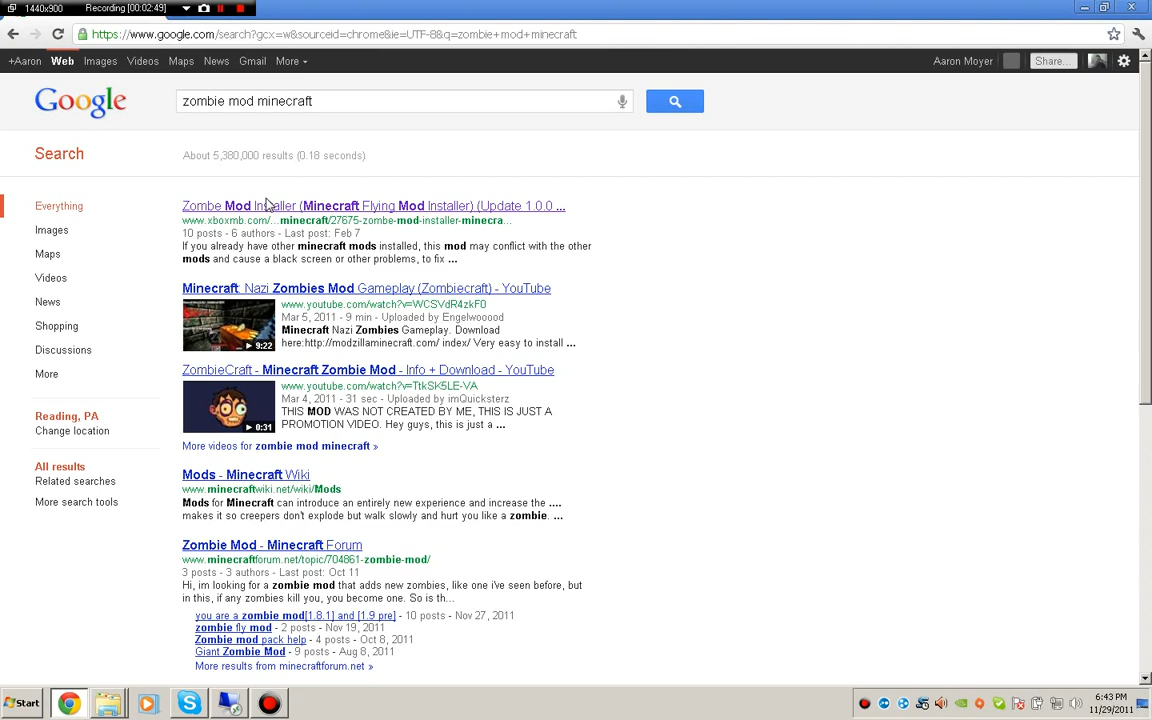 1440x900 Recording [00:02:49]
https://www.google.com/search?gcx=w&sourceid=chrome&ie=UTF-8&q=zombie+mod+minecraft
+Aaron Web Images Videos Maps News Gmail More Aaron Moyer Share...
Google zombie mod minecraft
Search About 5,380,000 results (0.18 seconds)
Everything
Images
Maps
Videos
News
Shopping
Discussions
More
Reading, PA
Change location
All results
Related searches
More search tools
Zombe Mod Installer (Minecraft Flying Mod Installer) (Update 1.0.0 ...
www.xboxmb.com/...minecraft/27675-zombe-mod-installer-minecra...
10 posts - 6 authors - Last post: Feb 7
If you already have other minecraft mods installed, this mod may conflict with the other
mods and cause a black screen or other problems, to fix ...
Minecraft: Nazi Zombies Mod Gameplay (Zombiecraft) - YouTube
www.youtube.com/watch?v=WCSVdR4zkF0
Mar 5, 2011 - 9 min - Uploaded by Engelwooood
Minecraft Nazi Zombies Gameplay. Download
here:http://modzillaminecraft.com/ index/ Very easy to install ...
9:22
ZombieCraft - Minecraft Zombie Mod - Info + Download - YouTube
www.youtube.com/watch?v=TtkSK5LE-VA
Mar 4, 2011 - 31 sec - Uploaded by imQuicksterz
THIS MOD WAS NOT CREATED BY ME, THIS IS JUST A
PROMOTION VIDEO. Hey guys, this is just a ...
0:31
More videos for zombie mod minecraft »
Mods - Minecraft Wiki
www.minecraftwiki.net/wiki/Mods
Mods for Minecraft can introduce an entirely new experience and increase the ....
makes it so creepers don't explode but walk slowly and hurt you like a zombie. ...
Zombie Mod - Minecraft Forum
www.minecraftforum.net/topic/704861-zombie-mod/
3 posts - 3 authors - Last post: Oct 11
Hi, im looking for a zombie mod that adds new zombies, like one i've seen before, but
in this, if any zombies kill you, you become one. So is th...
you are a zombie mod[1.8.1] and [1.9 pre] - 10 posts - Nov 27, 2011
zombie fly mod - 2 posts - Nov 19, 2011
Zombie mod pack help - 4 posts - Oct 8, 2011
Giant Zombie Mod - 9 posts - Aug 8, 2011
More results from minecraftforum.net »
Start
6:43 PM
11/29/2011